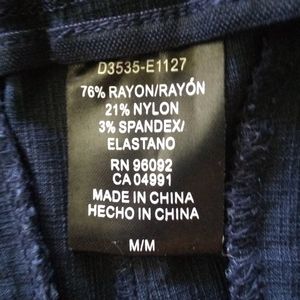 D3535-E1127
76% RAYON/RAYÓN
21% NYLON
3% SPANDEX/
ELASTANO
RN 96092
CA 04991
MADE IN CHINA
HECHO IN CHINA
M/M